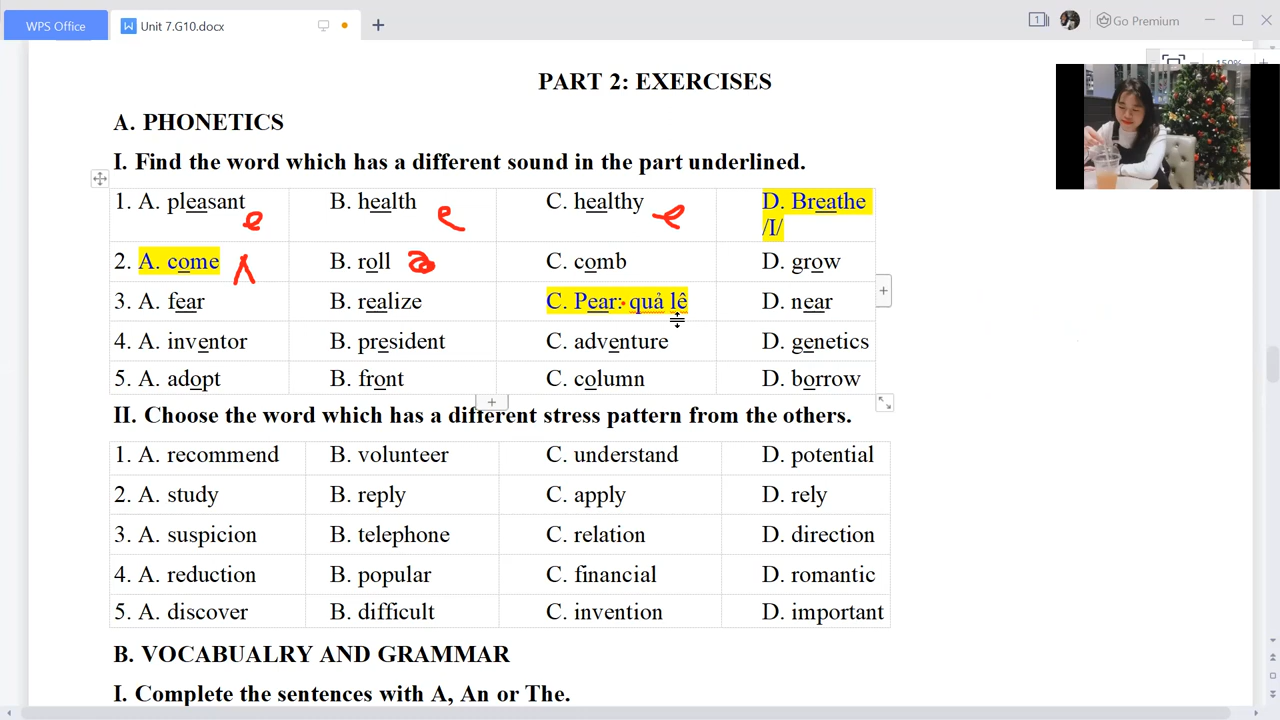 WPS Office Unit 7.G10.docx 1 Go Premium
150%
PART 2: EXERCISES
A. PHONETICS
I. Find the word which has a different sound in the part underlined.
1. A. pleasant B. health C. healthy D. Breathe
e e e /I/
2. A. come ʌ B. roll C. comb D. grow
3. A. fear B. realize C. Pear: quả lê D. near
4. A. inventor B. president C. adventure D. genetics
5. A. adopt B. front C. column D. borrow
II. Choose the word which has a different stress pattern from the others.
1. A. recommend B. volunteer C. understand D. potential
2. A. study B. reply C. apply D. rely
3. A. suspicion B. telephone C. relation D. direction
4. A. reduction B. popular C. financial D. romantic
5. A. discover B. difficult C. invention D. important
B. VOCABUALRY AND GRAMMAR
I. Complete the sentences with A, An or The.